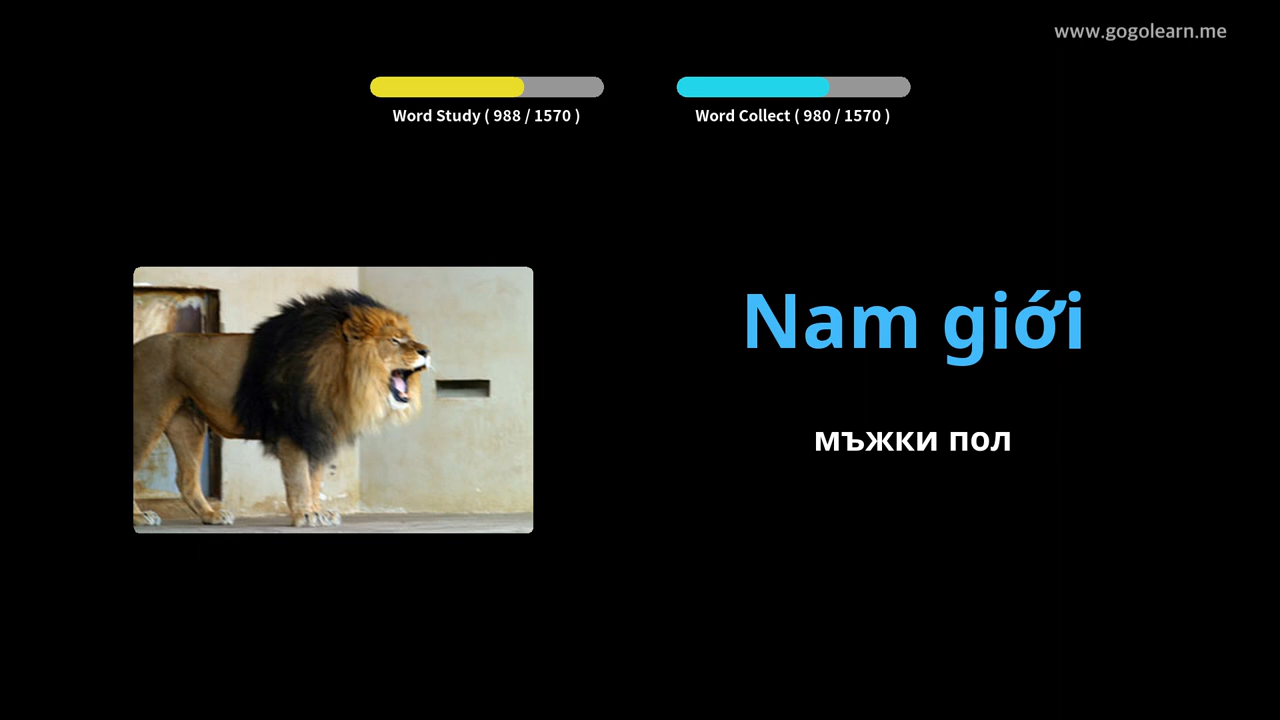 www.gogolearn.me
Word Study ( 988 / 1570 )
Word Collect ( 980 / 1570 )
Nam giới
мъжки пол